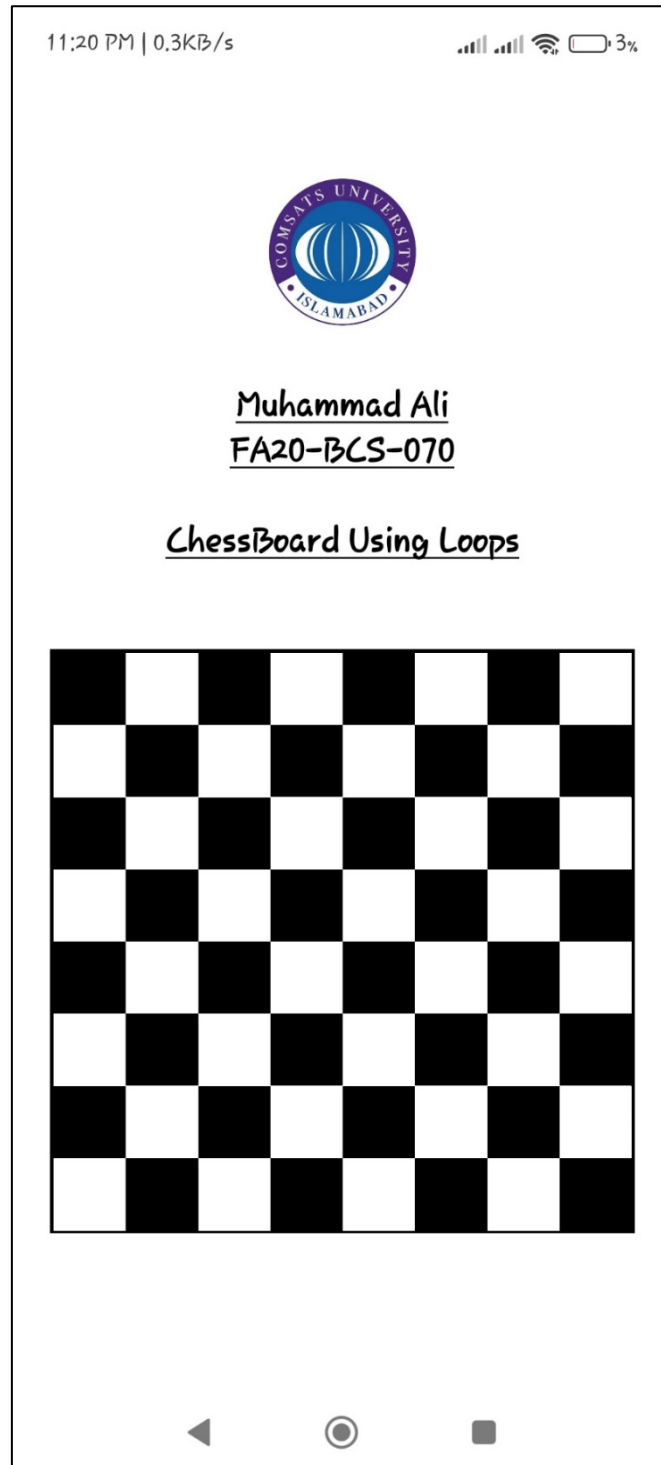 11:20 PM | 0.3KB/s
3%
COMSATS UNIVERSITY
ISLAMABAD
Muhammad Ali
FA20-BCS-070
ChessBoard Using Loops